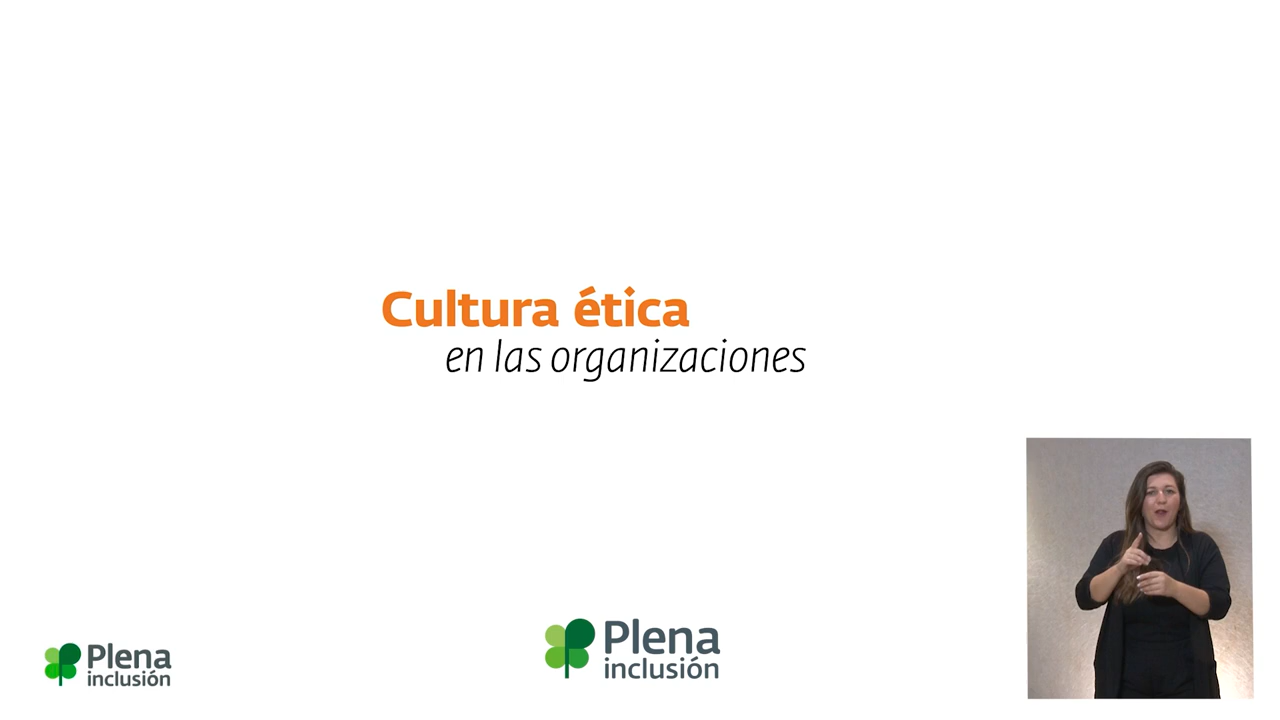 Cultura ética
en las organizaciones
Plena
inclusión
Plena
inclusión